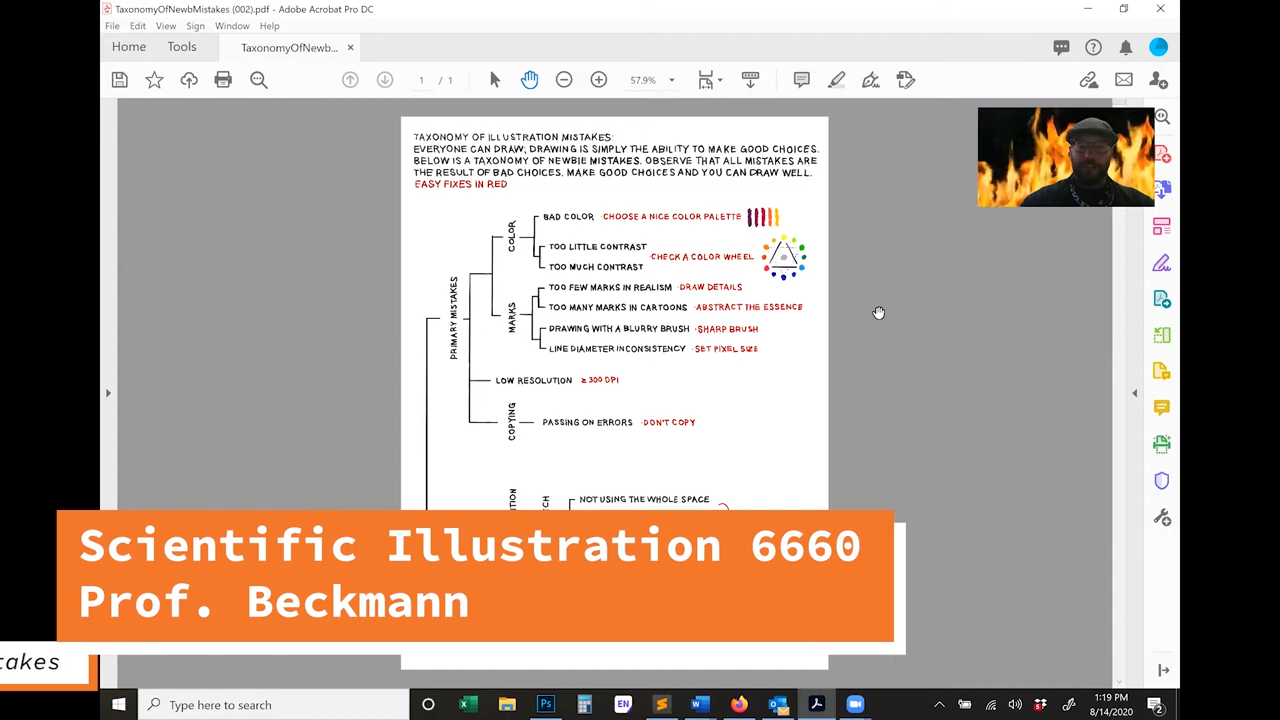 TaxonomyOfNewbMistakes (002).pdf - Adobe Acrobat Pro DC
File Edit View Sign Window Help
Home Tools TaxonomyOfNewb... ×
1 / 1 57.9%
TAXONOMY OF ILLUSTRATION MISTAKES:
EVERYONE CAN DRAW; DRAWING IS SIMPLY THE ABILITY TO MAKE GOOD CHOICES.
BELOW IS A TAXONOMY OF NEWBIE MISTAKES. OBSERVE THAT ALL MISTAKES ARE
THE RESULT OF BAD CHOICES. MAKE GOOD CHOICES AND YOU CAN DRAW WELL.
EASY FIXES IN RED
PRIMARY MISTAKES
COLOR
BAD COLOR ·CHOOSE A NICE COLOR PALETTE
TOO LITTLE CONTRAST
·CHECK A COLOR WHEEL
TOO MUCH CONTRAST
MARKS
TOO FEW MARKS IN REALISM ·DRAW DETAILS
TOO MANY MARKS IN CARTOONS ·ABSTRACT THE ESSENCE
DRAWING WITH A BLURRY BRUSH ·SHARP BRUSH
LINE DIAMETER INCONSISTENCY ·SET PIXEL SIZE
LOW RESOLUTION ≥300 DPI
COPYING
PASSING ON ERRORS ·DON'T COPY
NOT USING THE WHOLE SPACE
Scientific Illustration 6660
Prof. Beckmann
takes
Type here to search
Ps
EN
1:19 PM
8/14/2020
2